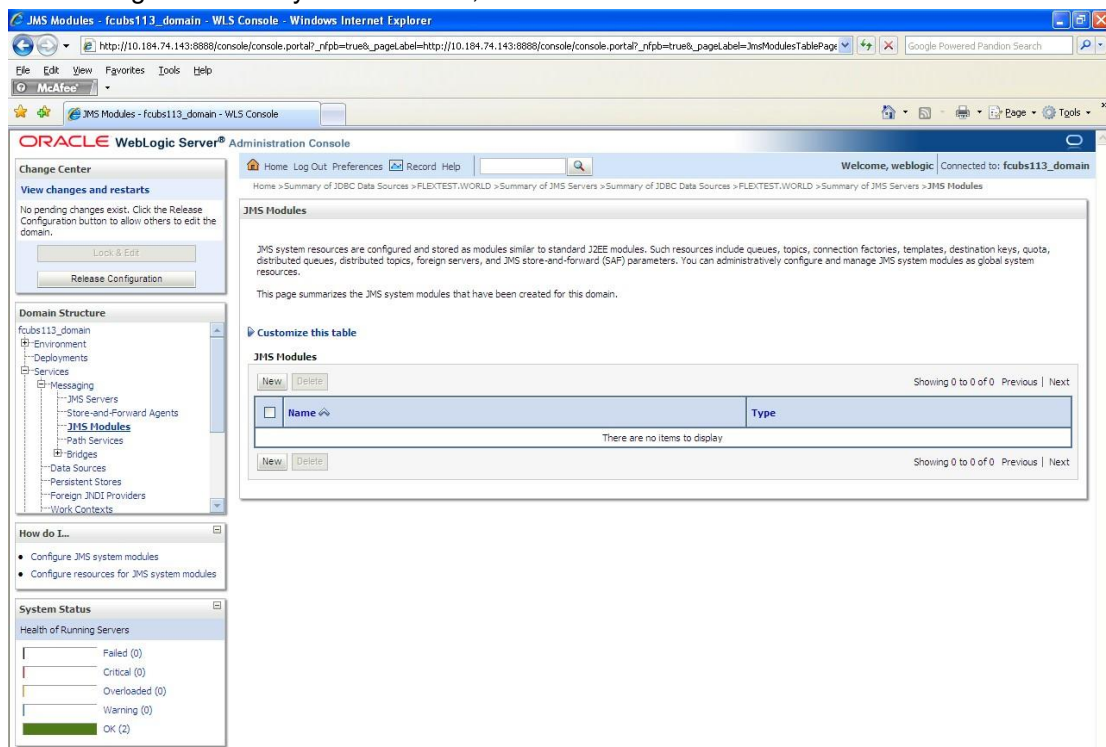 JMS Modules - fcubs113_domain - WLS Console - Windows Internet Explorer
http://10.184.74.143:8888/console/console.portal?_nfpb=true&_pageLabel=http://10.184.74.143:8888/console/console.portal?_nfpb=true&_pageLabel=JmsModulesTablePage
Google Powered Pandion Search
File Edit View Favorites Tools Help
McAfee
JMS Modules - fcubs113_domain - WLS Console
Page Tools
ORACLE WebLogic Server® Administration Console
Change Center
View changes and restarts
No pending changes exist. Click the Release
Configuration button to allow others to edit the
domain.
Lock & Edit
Release Configuration
Domain Structure
fcubs113_domain
Environment
Deployments
Services
Messaging
JMS Servers
Store-and-Forward Agents
JMS Modules
Path Services
Bridges
Data Sources
Persistent Stores
Foreign JNDI Providers
Work Contexts
How do I...
Configure JMS system modules
Configure resources for JMS system modules
System Status
Health of Running Servers
Failed (0)
Critical (0)
Overloaded (0)
Warning (0)
OK (2)
Home Log Out Preferences Record Help
Welcome, weblogic Connected to: fcubs113_domain
Home >Summary of JDBC Data Sources >FLEXTEST.WORLD >Summary of JMS Servers >Summary of JDBC Data Sources >FLEXTEST.WORLD >Summary of JMS Servers >JMS Modules
JMS Modules
JMS system resources are configured and stored as modules similar to standard J2EE modules. Such resources include queues, topics, connection factories, templates, destination keys, quota,
distributed queues, distributed topics, foreign servers, and JMS store-and-forward (SAF) parameters. You can administratively configure and manage JMS system modules as global system
resources.
This page summarizes the JMS system modules that have been created for this domain.
Customize this table
JMS Modules
New Delete Showing 0 to 0 of 0 Previous | Next
Name Type
There are no items to display
New Delete Showing 0 to 0 of 0 Previous | Next